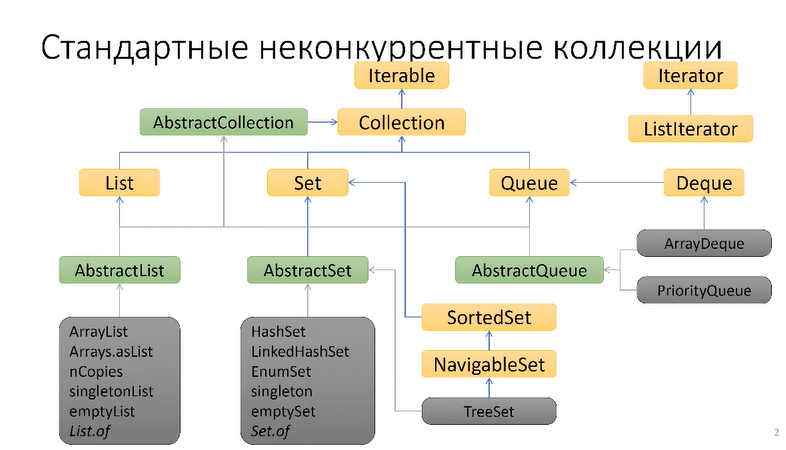 Стандартные неконкуррентные коллекции
Iterable
Iterator
AbstractCollection
Collection
ListIterator
List
Set
Queue
Deque
ArrayDeque
AbstractList
AbstractSet
AbstractQueue
PriorityQueue
SortedSet
ArrayList
Arrays.asList
nCopies
singletonList
emptyList
List.of
HashSet
LinkedHashSet
EnumSet
singleton
emptySet
Set.of
NavigableSet
TreeSet
2